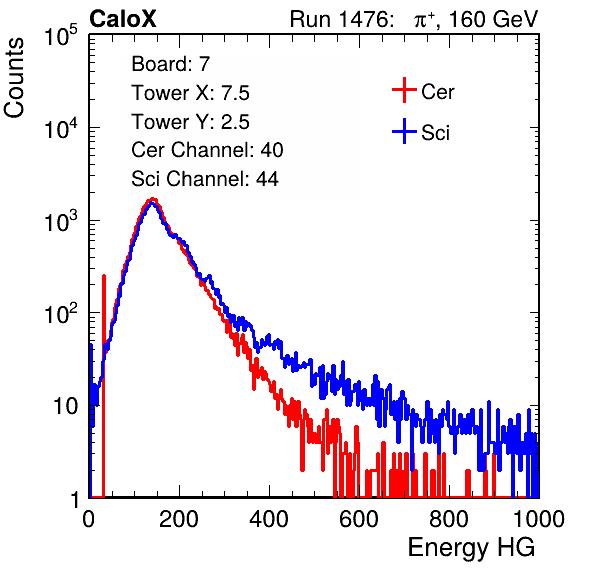 CaloX Run 1476: π⁺, 160 GeV
Counts
Board: 7
Tower X: 7.5
Tower Y: 2.5
Cer Channel: 40
Sci Channel: 44
Cer
Sci
10⁵
10⁴
10³
10²
10
1
0 200 400 600 800 1000
Energy HG